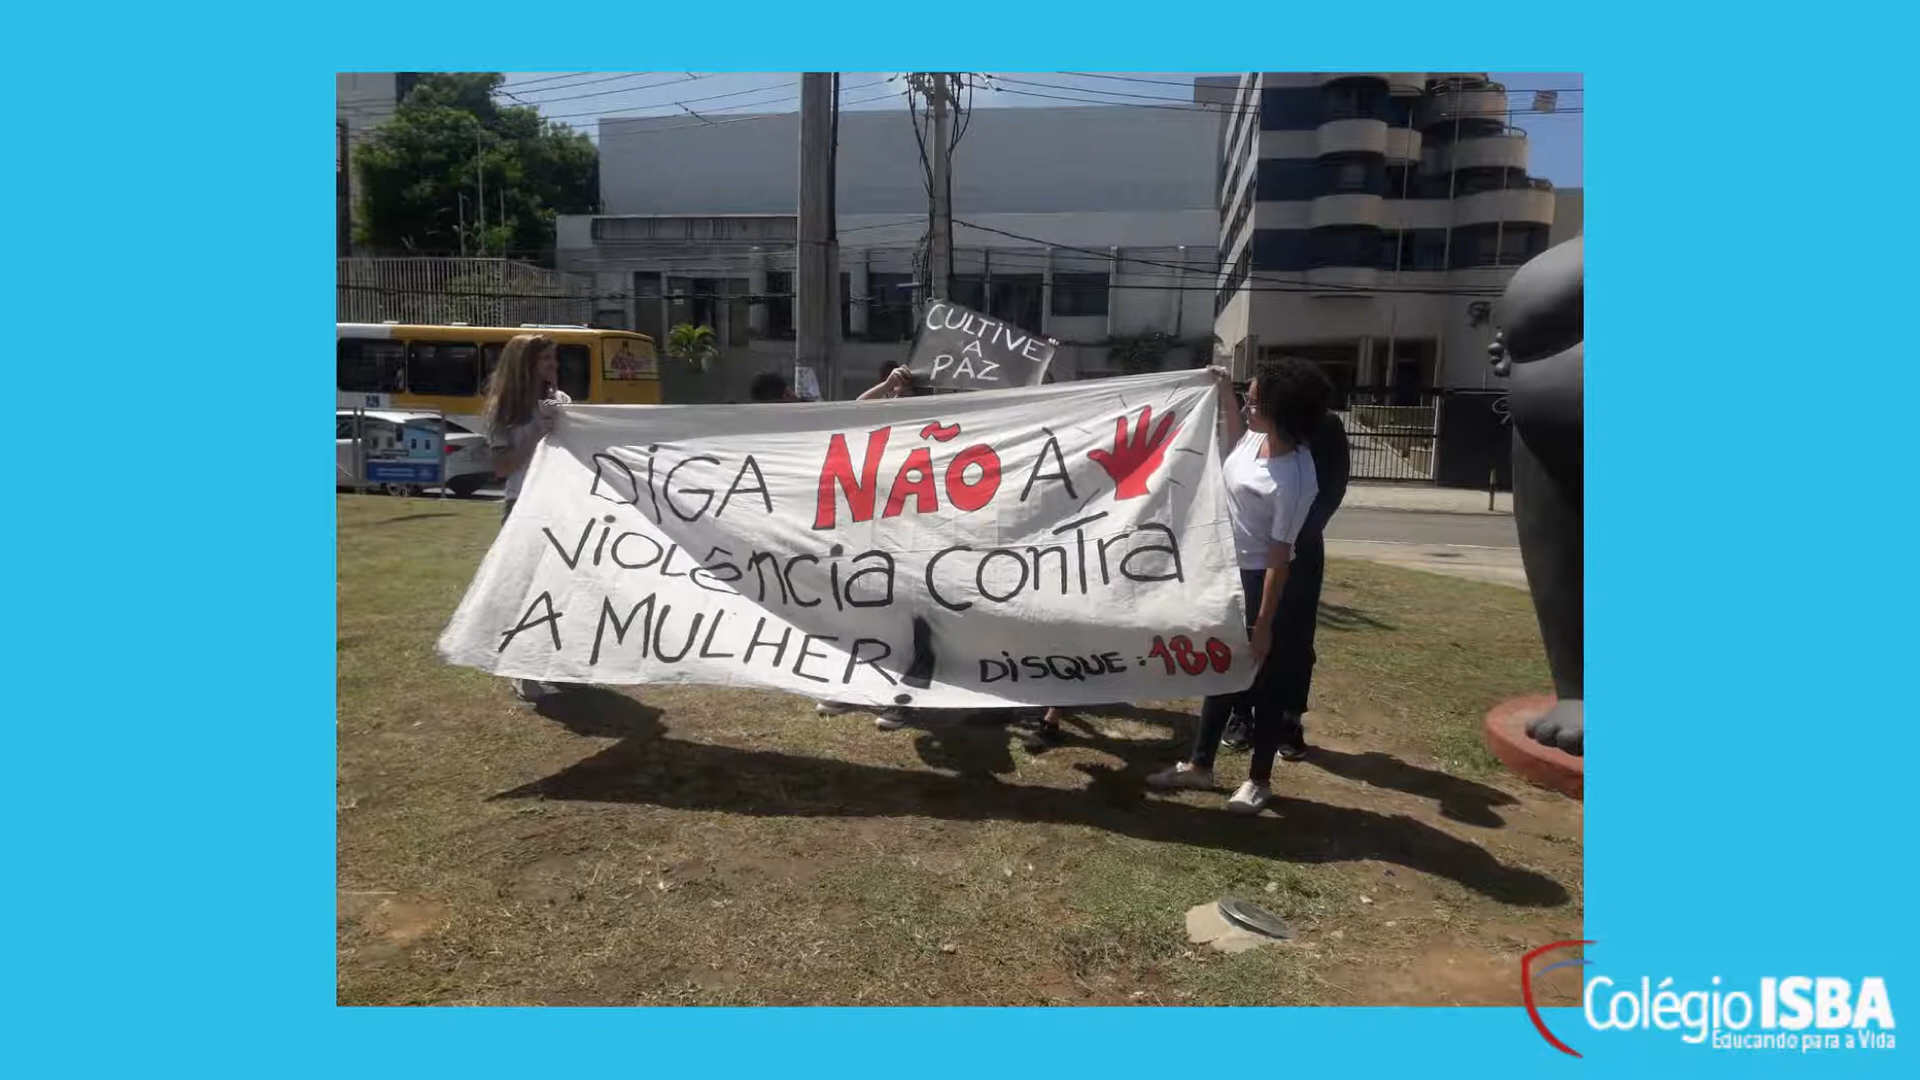 CULTIVE
A
PAZ
DIGA NÃO À
VIOLÊNCIA CONTRA
A MULHER!
DISQUE: 180
Colégio ISBA
Educando para a Vida